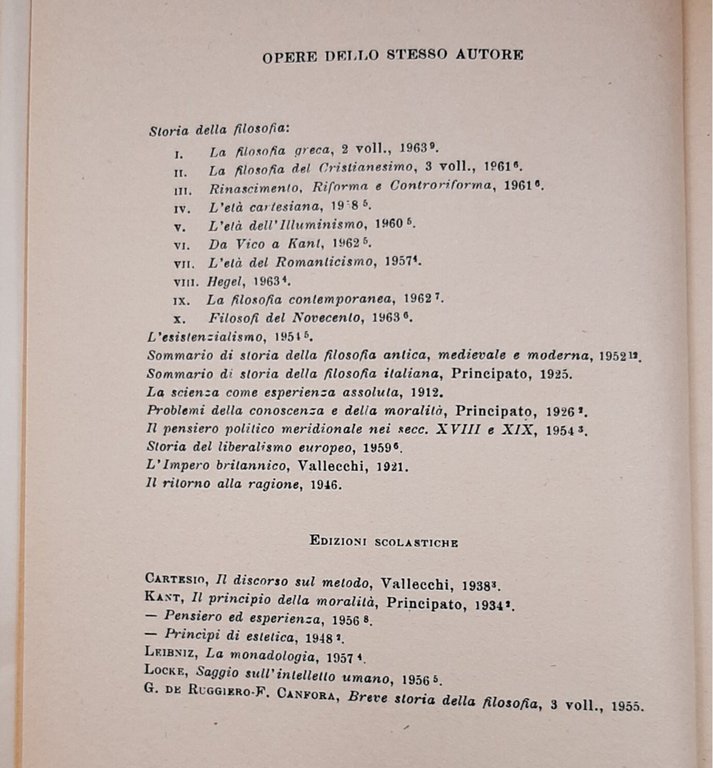 OPERE DELLO STESSO AUTORE
Storia della filosofia:
I. La filosofia greca, 2 voll., 1963⁹.
II. La filosofia del Cristianesimo, 3 voll., 1961⁶.
III. Rinascimento, Riforma e Controriforma, 1961⁶.
IV. L'età cartesiana, ⁵.
V. L'età dell'Illuminismo, 1960⁵.
VI. Da Vico a Kant, 1962⁵.
VII. L'età del Romanticismo, 1957⁴.
VIII. Hegel, 1963⁴.
IX. La filosofia contemporanea, 1962⁷.
X. Filosofi del Novecento, 1963⁶.
L'esistenzialismo, ⁵.
Sommario di storia della filosofia antica, medievale e moderna, 1952¹².
Sommario di storia della filosofia italiana, Principato, 1925.
La scienza come esperienza assoluta, 1912.
Problemi della conoscenza e della moralità, Principato, 1926².
Il pensiero politico meridionale nei secc. XVIII e XIX, 1954³.
Storia del liberalismo europeo, 1959⁶.
L'Impero britannico, Vallecchi, 1921.
Il ritorno alla ragione, 1946.
EDIZIONI SCOLASTICHE
CARTESIO, Il discorso sul metodo, Vallecchi, 1938³.
KANT, Il principio della moralità, Principato, 1934².
— Pensiero ed esperienza, 1956⁸.
— Principi di estetica, 1948².
LEIBNIZ, La monadologia, 1957⁴.
LOCKE, Saggio sull'intelletto umano, 1956⁵.
G. DE RUGGIERO-F. CANFORA, Breve storia della filosofia, 3 voll., 1955.